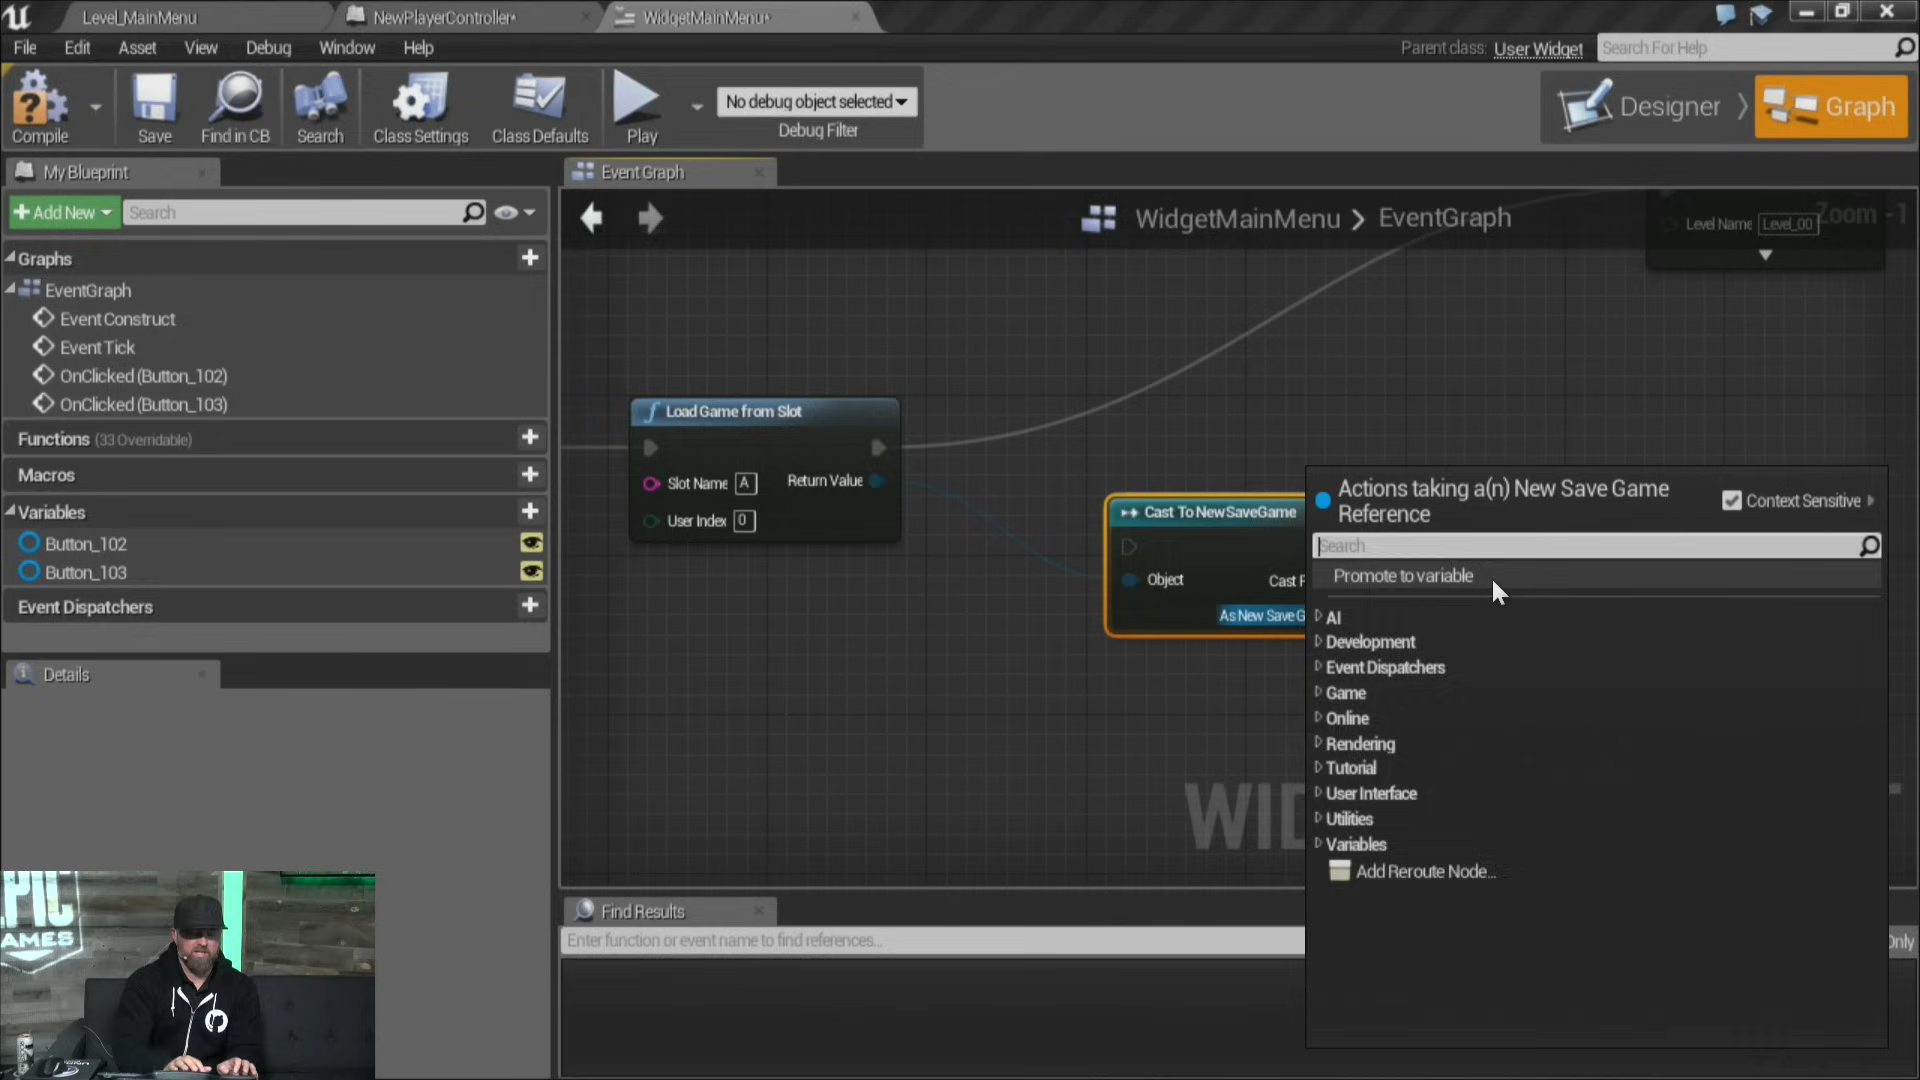 Level_MainMenu
NewPlayerController*
WidgetMainMenu*
File Edit Asset View Debug Window Help
Parent class: User Widget
Search For Help
Compile
Save
Find in CB
Search
Class Settings
Class Defaults
Play
No debug object selected
Debug Filter
Designer
Graph
My Blueprint
Event Graph
Add New
Search
WidgetMainMenu > EventGraph
Zoom -1
Level Name Level_00
Graphs
EventGraph
Event Construct
Event Tick
OnClicked (Button_102)
OnClicked (Button_103)
Functions (33 Overridable)
Macros
Variables
Button_102
Button_103
Event Dispatchers
Details
Load Game from Slot
Slot Name A
Return Value
User Index 0
Cast To NewSaveGame
Object
Cast F
As New Save G
Actions taking a(n) New Save Game
Reference
Context Sensitive
Search
Promote to variable
AI
Development
Event Dispatchers
Game
Online
Rendering
Tutorial
User Interface
Utilities
Variables
Add Reroute Node...
WID
Find Results
Enter function or event name to find references...
Only
EPIC
GAMES